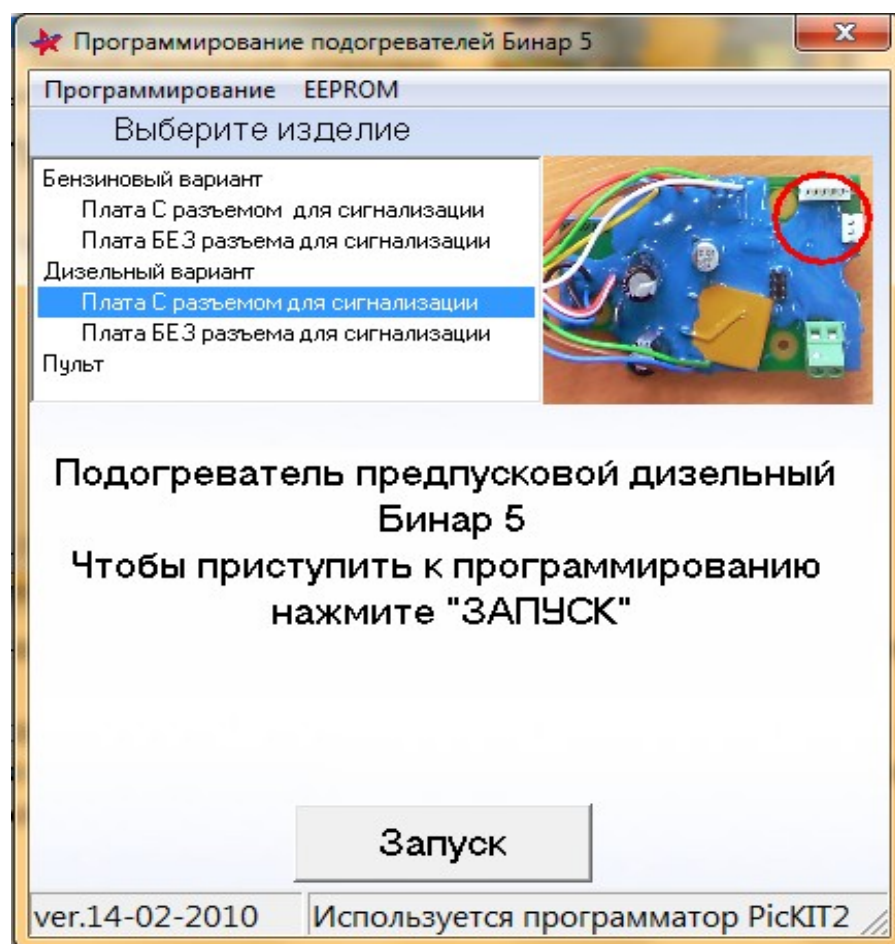 Программирование подогревателей Бинар 5
Программирование EEPROM
Выберите изделие
Бензиновый вариант
Плата С разъемом для сигнализации
Плата БЕЗ разъема для сигнализации
Дизельный вариант
Плата С разъемом для сигнализации
Плата БЕЗ разъема для сигнализации
Пульт
Подогреватель предпусковой дизельный
Бинар 5
Чтобы приступить к программированию
нажмите "ЗАПУСК"
Запуск
ver.14-02-2010 Используется программатор PicKIT2